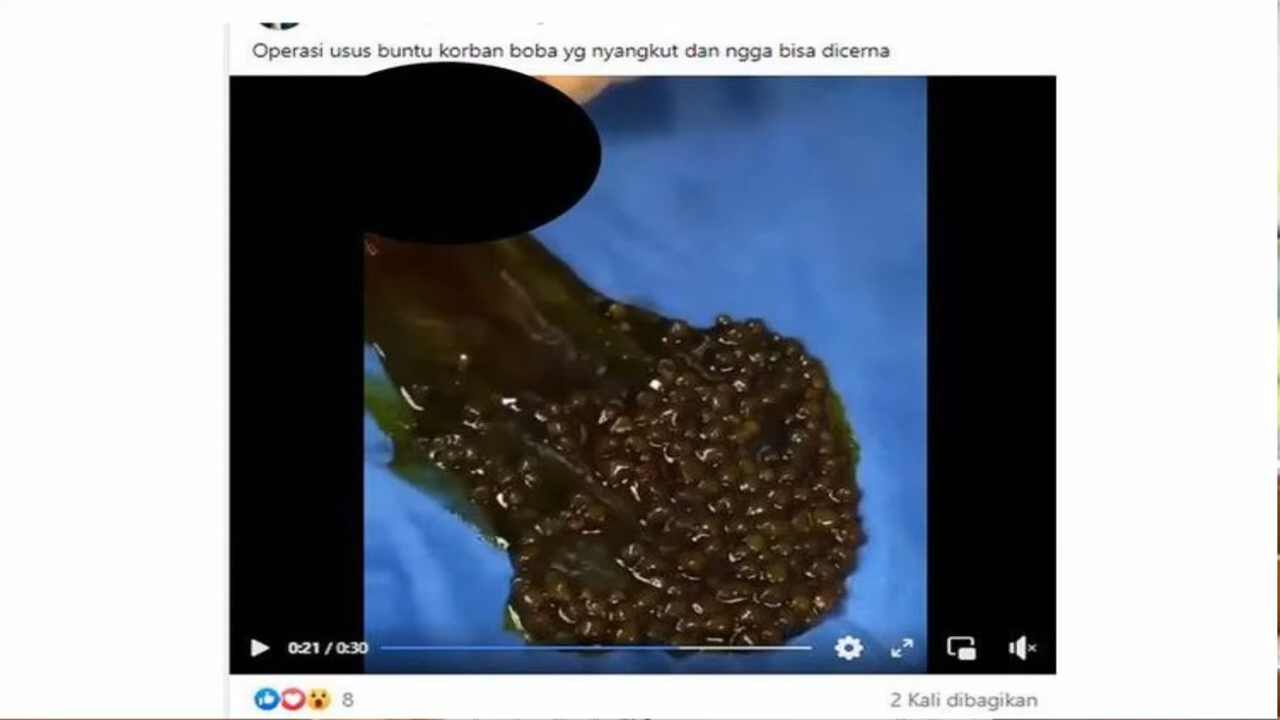 Operasi usus buntu korban boba yg nyangkut dan ngga bisa dicerna
0:21 / 0:30
8
2 Kali dibagikan